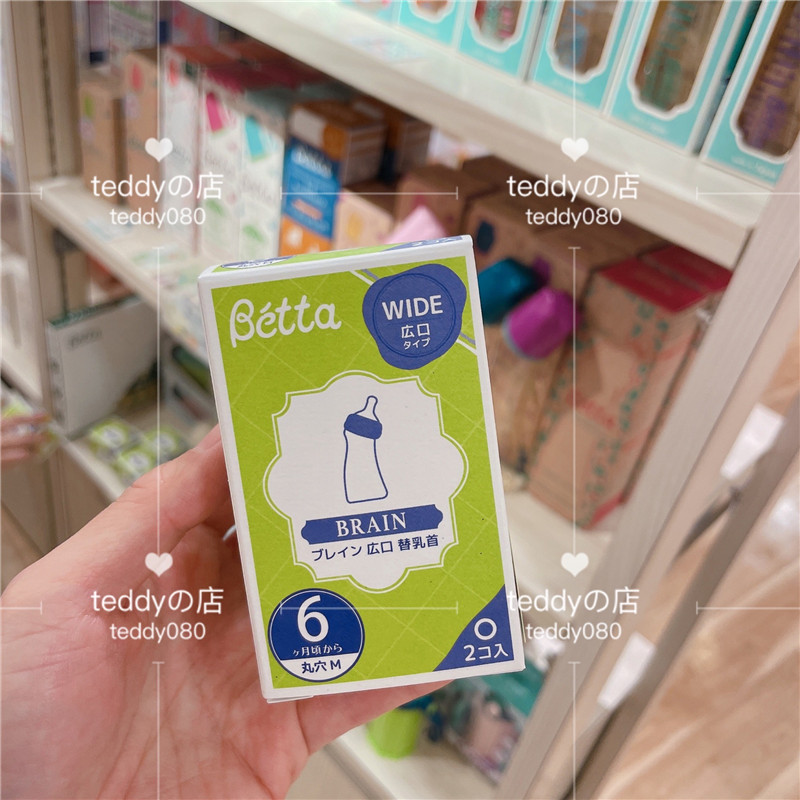 teddyの店
teddy080
teddyの店
teddy080
Bétta
WIDE
広口
タイプ
BRAIN
ブレイン 広口 替乳首
6
ヶ月頃から
丸穴 M
2コ入
teddyの店
teddy080
teddyの店
teddy080